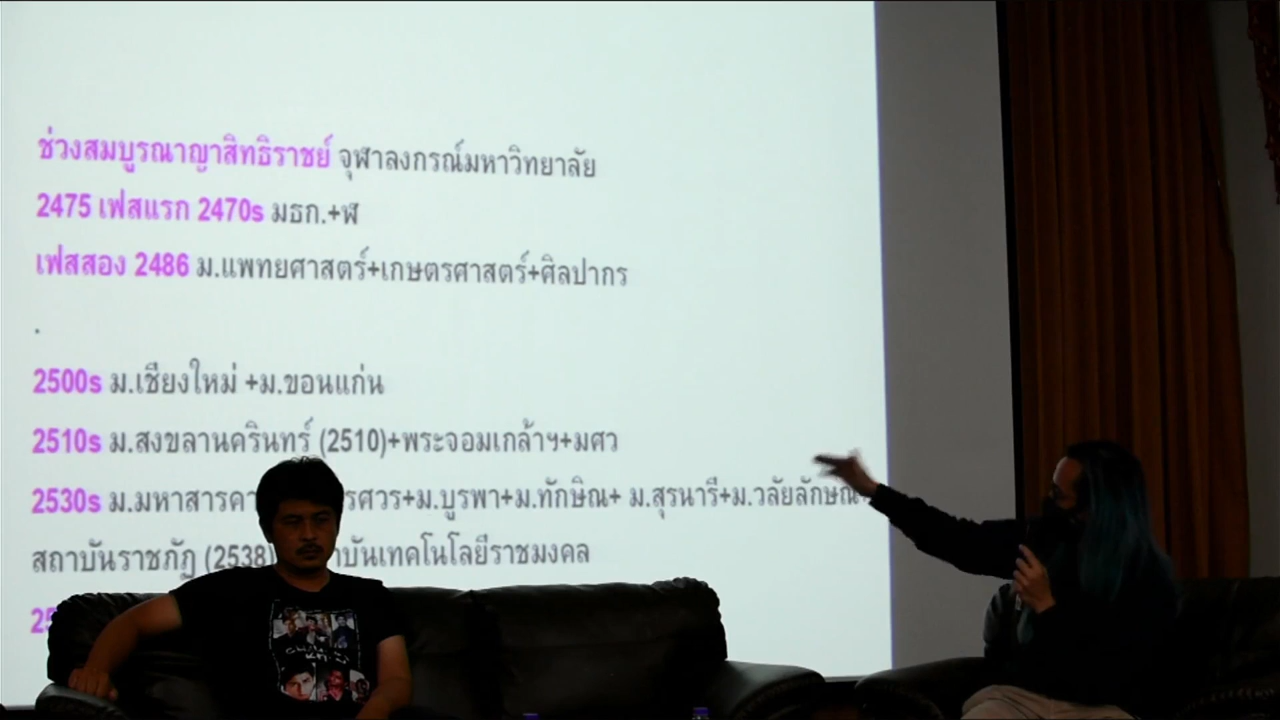 ช่วงสมบูรณาญาสิทธิราชย์ จุฬาลงกรณ์มหาวิทยาลัย
2475 เฟสแรก 2470s มธก.+ฬ
เฟสสอง 2486 ม.แพทยศาสตร์+เกษตรศาสตร์+ศิลปากร
.
2500s ม.เชียงใหม่ +ม.ขอนแก่น
2510s ม.สงขลานครินทร์ (2510)+พระจอมเกล้าฯ+มศว
2530s ม.มหาสารคา รศวร+ม.บูรพา+ม.ทักษิณ+ ม.สุรนารี+ม.วลัยลักษณ์+
สถาบันราชภัฏ (2538) าบันเทคโนโลยีราชมงคล
25